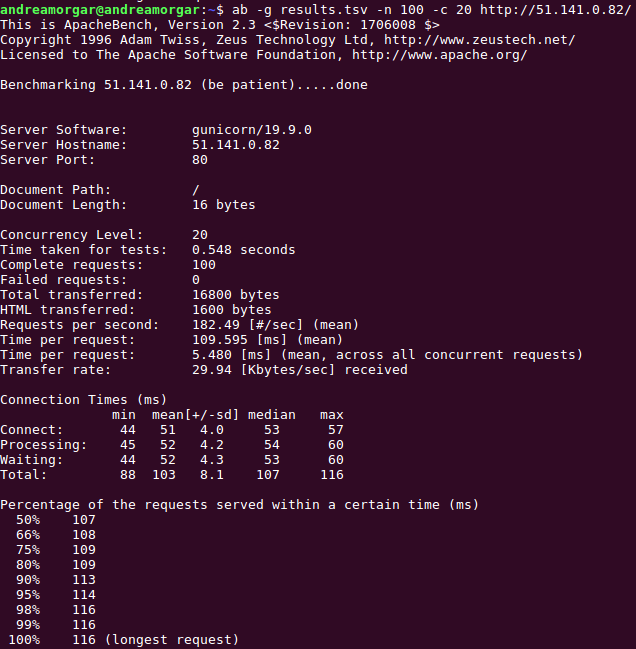 andreamorgar@andreamorgar:~$ ab -g results.tsv -n 100 -c 20 http://51.141.0.82/
This is ApacheBench, Version 2.3 <$Revision: 1706008 $>
Copyright 1996 Adam Twiss, Zeus Technology Ltd, http://www.zeustech.net/
Licensed to The Apache Software Foundation, http://www.apache.org/

Benchmarking 51.141.0.82 (be patient).....done


Server Software:        gunicorn/19.9.0
Server Hostname:        51.141.0.82
Server Port:            80

Document Path:          /
Document Length:        16 bytes

Concurrency Level:      20
Time taken for tests:   0.548 seconds
Complete requests:      100
Failed requests:        0
Total transferred:      16800 bytes
HTML transferred:       1600 bytes
Requests per second:    182.49 [#/sec] (mean)
Time per request:       109.595 [ms] (mean)
Time per request:       5.480 [ms] (mean, across all concurrent requests)
Transfer rate:          29.94 [Kbytes/sec] received

Connection Times (ms)
              min  mean[+/-sd] median   max
Connect:       44   51   4.0     53      57
Processing:    45   52   4.2     54      60
Waiting:       44   52   4.3     53      60
Total:         88  103   8.1    107     116

Percentage of the requests served within a certain time (ms)
  50%    107
  66%    108
  75%    109
  80%    109
  90%    113
  95%    114
  98%    116
  99%    116
 100%    116 (longest request)